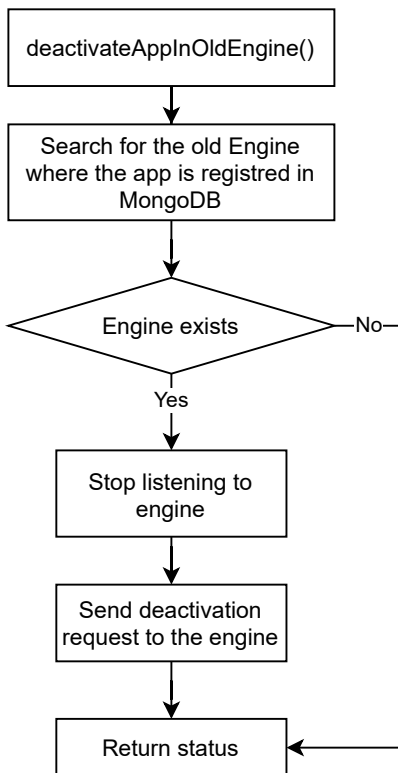 deactivateAppInOldEngine()
Search for the old Engine
where the app is registred in
MongoDB
Engine exists
No
Yes
Stop listening to
engine
Send deactivation
request to the engine
Return status